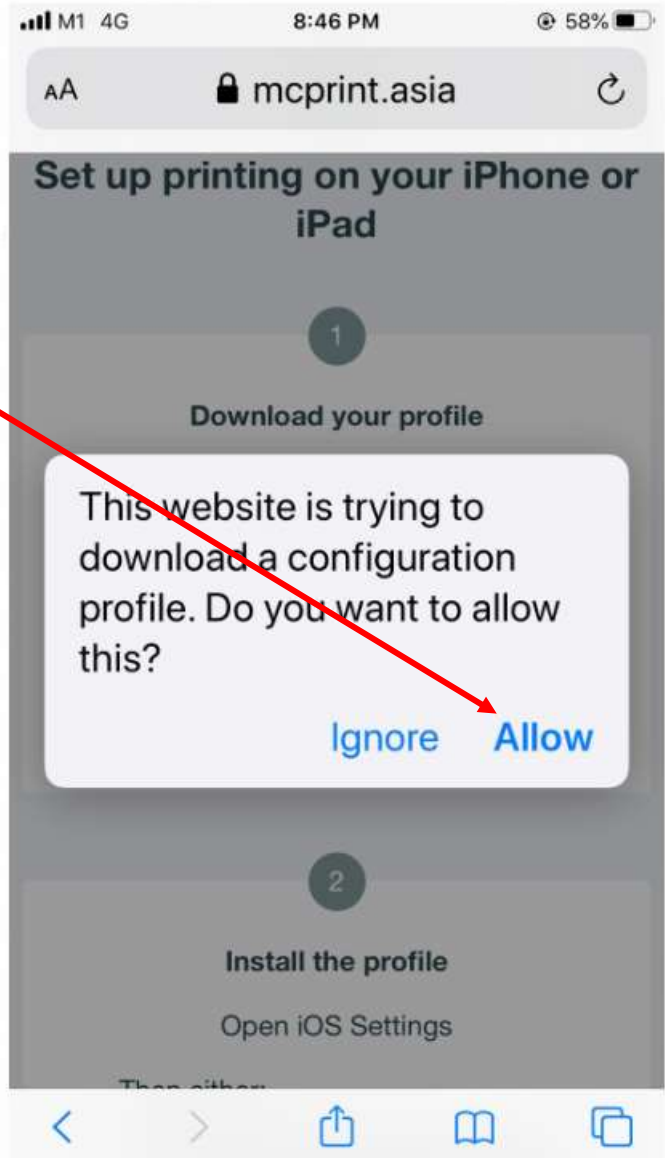 M1 4G 8:46 PM 58%
AA mcprint.asia
Set up printing on your iPhone or
iPad
1
Download your profile
This website is trying to
download a configuration
profile. Do you want to allow
this?
Ignore Allow
2
Install the profile
Open iOS Settings
Then either: